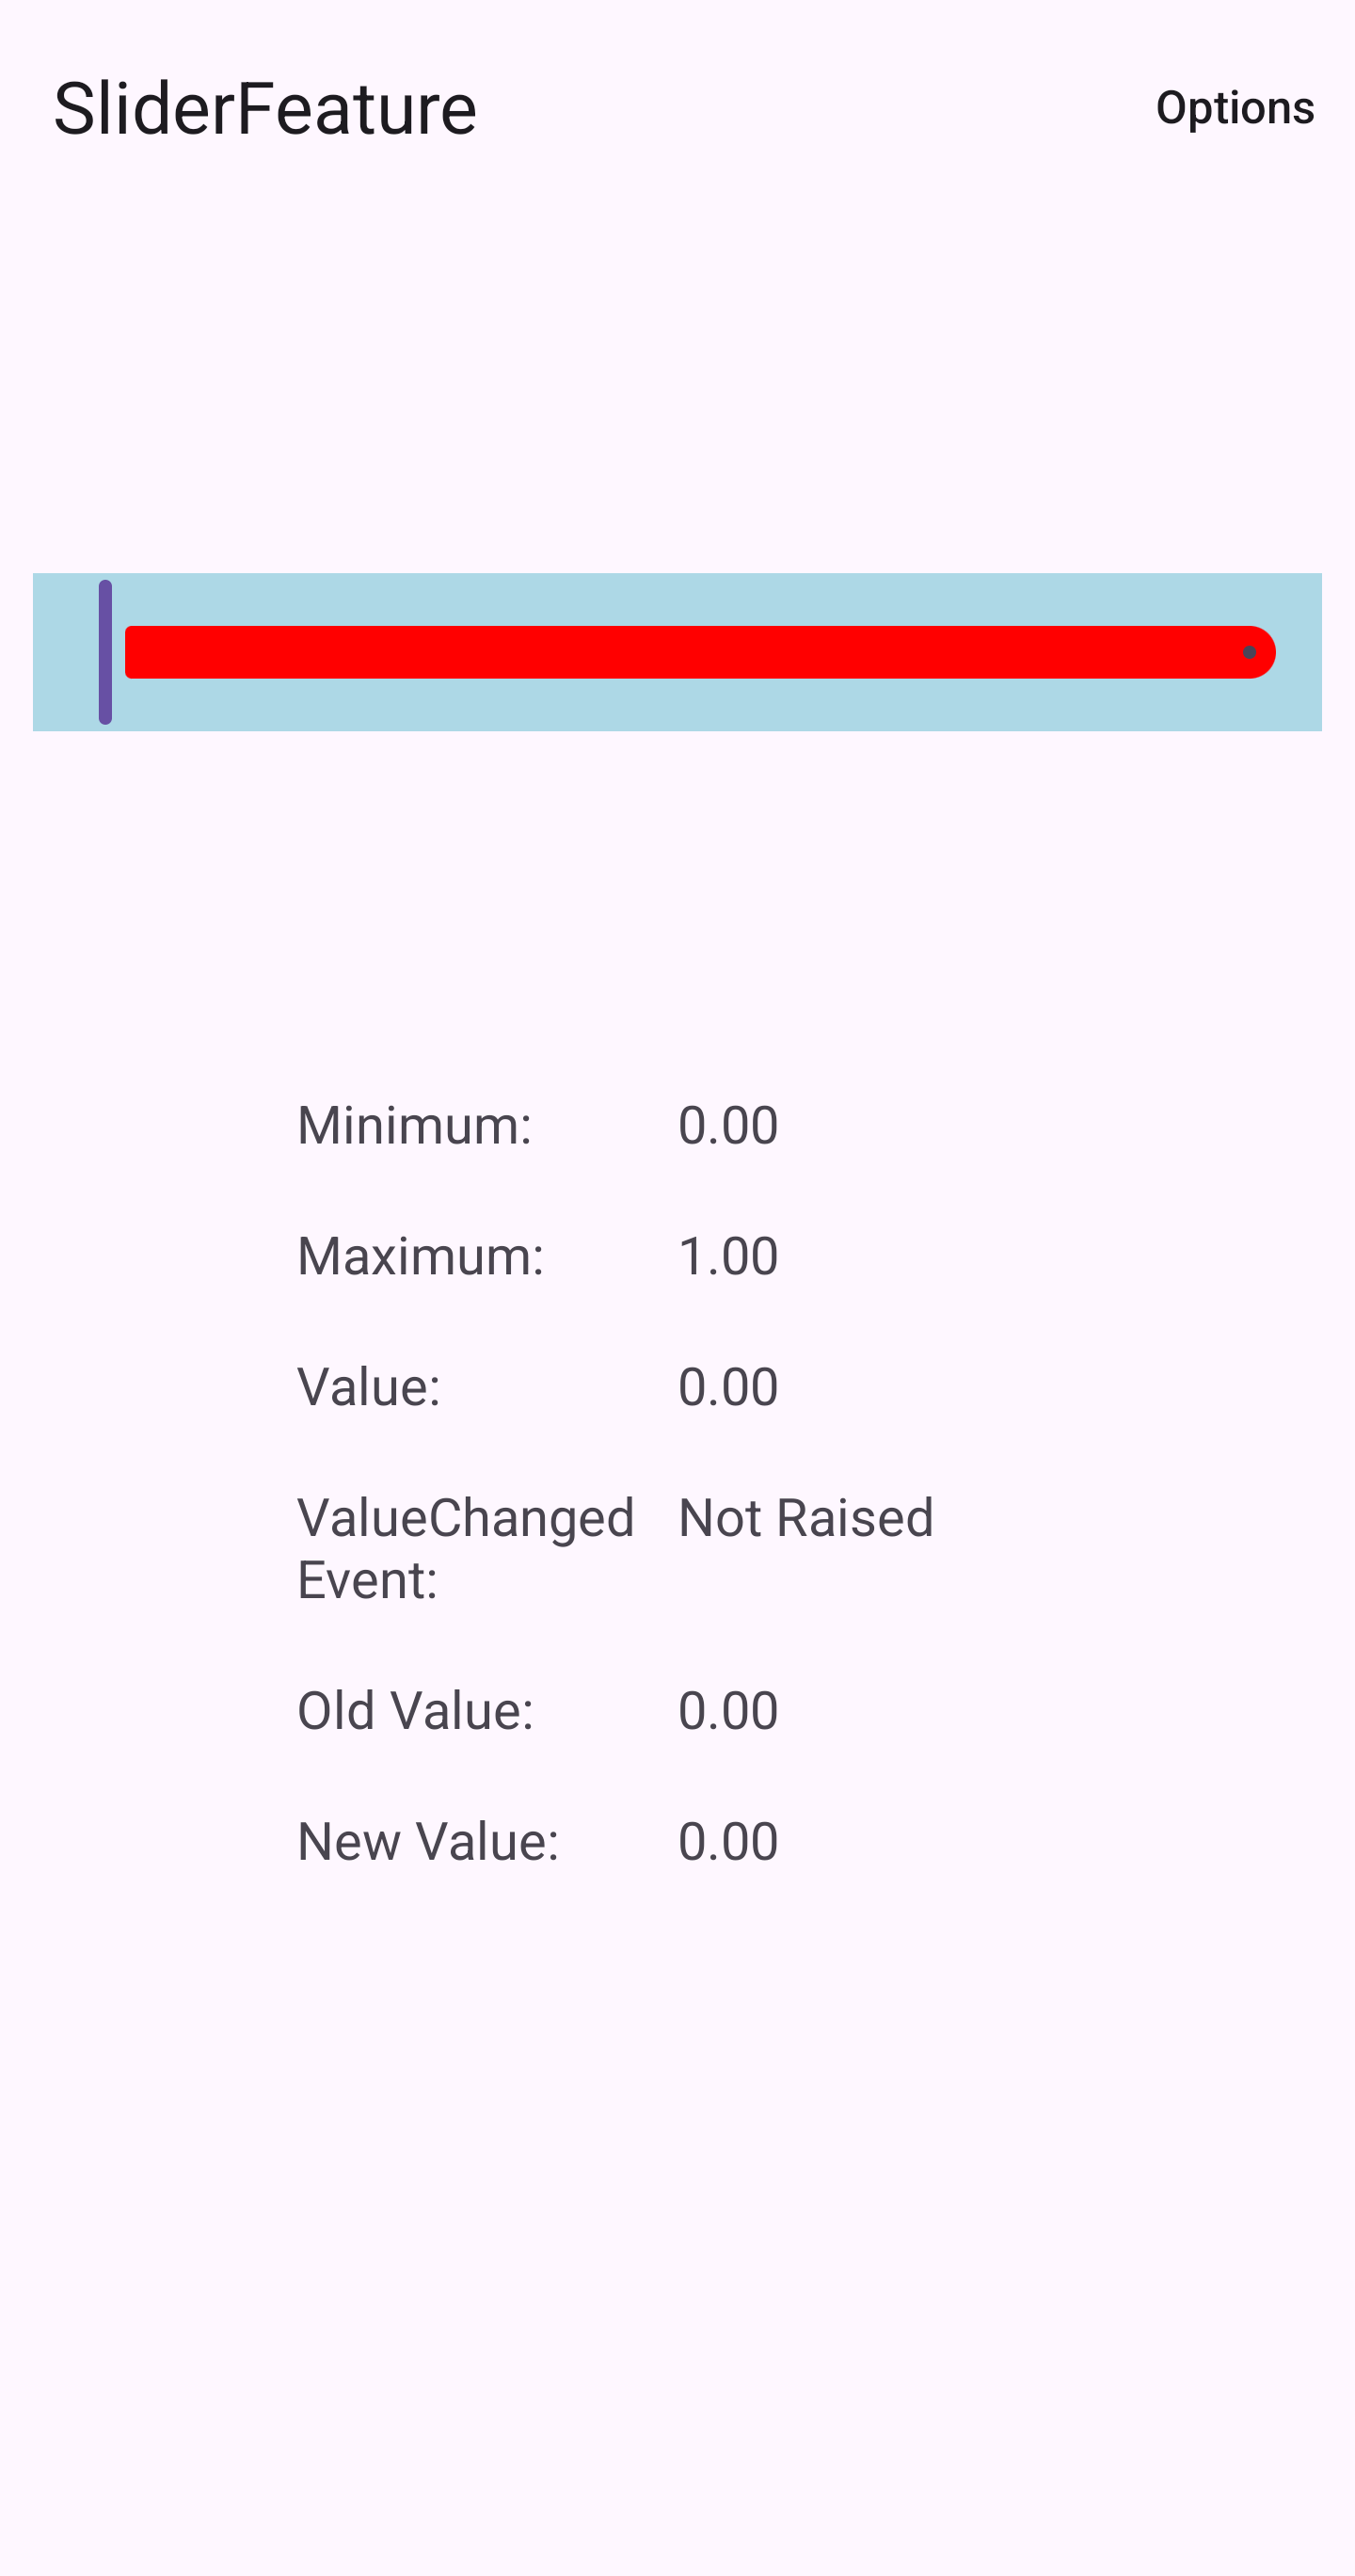 SliderFeature Options
Minimum: 0.00
Maximum: 1.00
Value: 0.00
ValueChanged Not Raised
Event:
Old Value: 0.00
New Value: 0.00